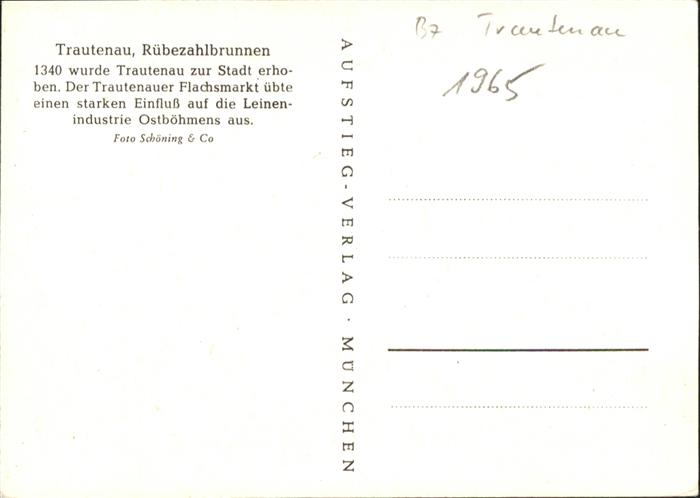 Trautenau, Rübezahlbrunnen
1340 wurde Trautenau zur Stadt erho-
ben. Der Trautenauer Flachsmarkt übte
einen starken Einfluß auf die Leinen-
industrie Ostböhmens aus.
Foto Schöning & Co
AUFSTIEG-VERLAG · MÜNCHEN
Bz Trautenau
1965